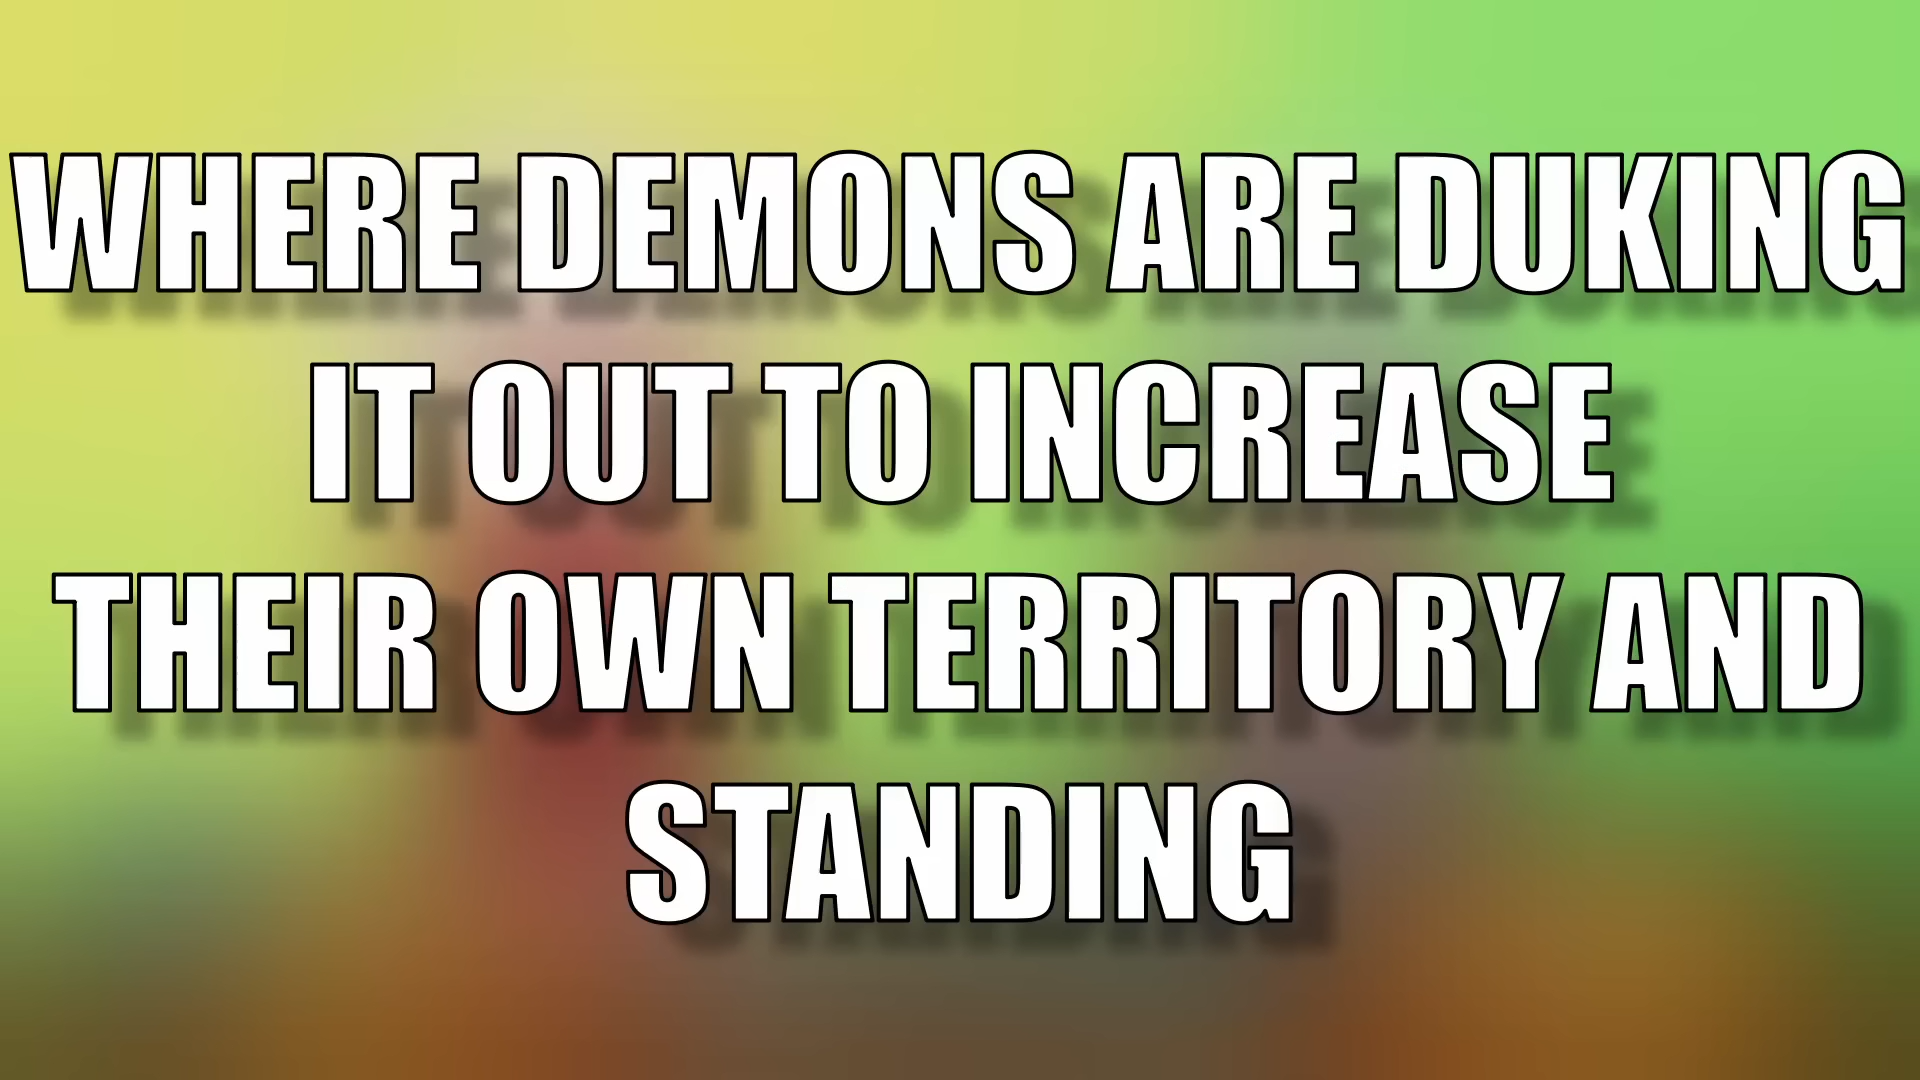 WHERE DEMONS ARE DUKING
IT OUT TO INCREASE
THEIR OWN TERRITORY AND
STANDING